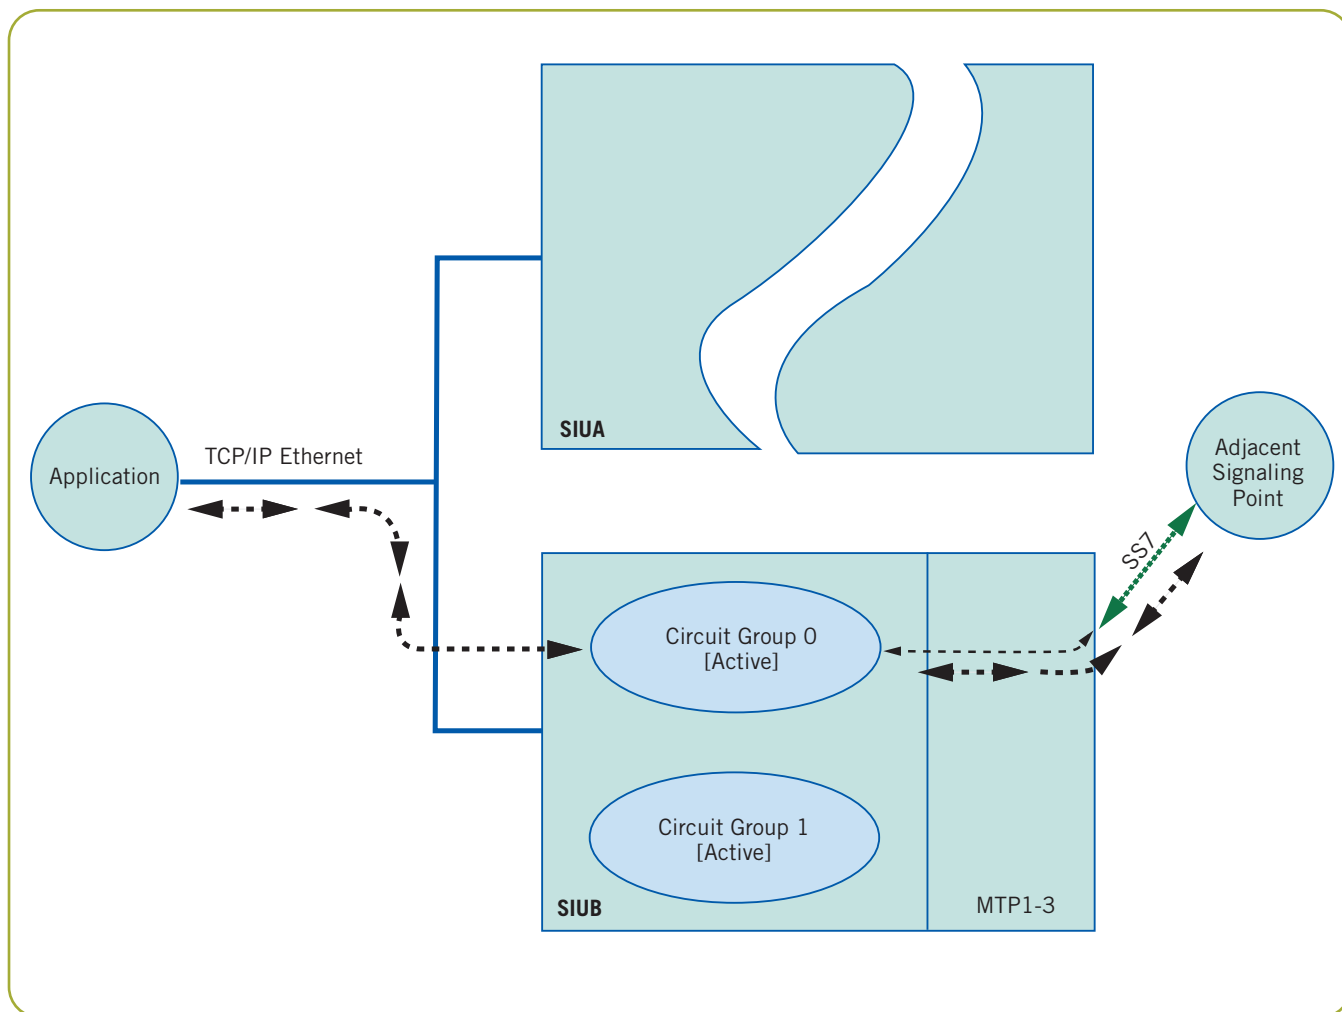 SIUA
TCP/IP Ethernet
Application
Adjacent
Signaling
Point
SS7
Circuit Group 0
[Active]
Circuit Group 1
[Active]
SIUB
MTP1-3